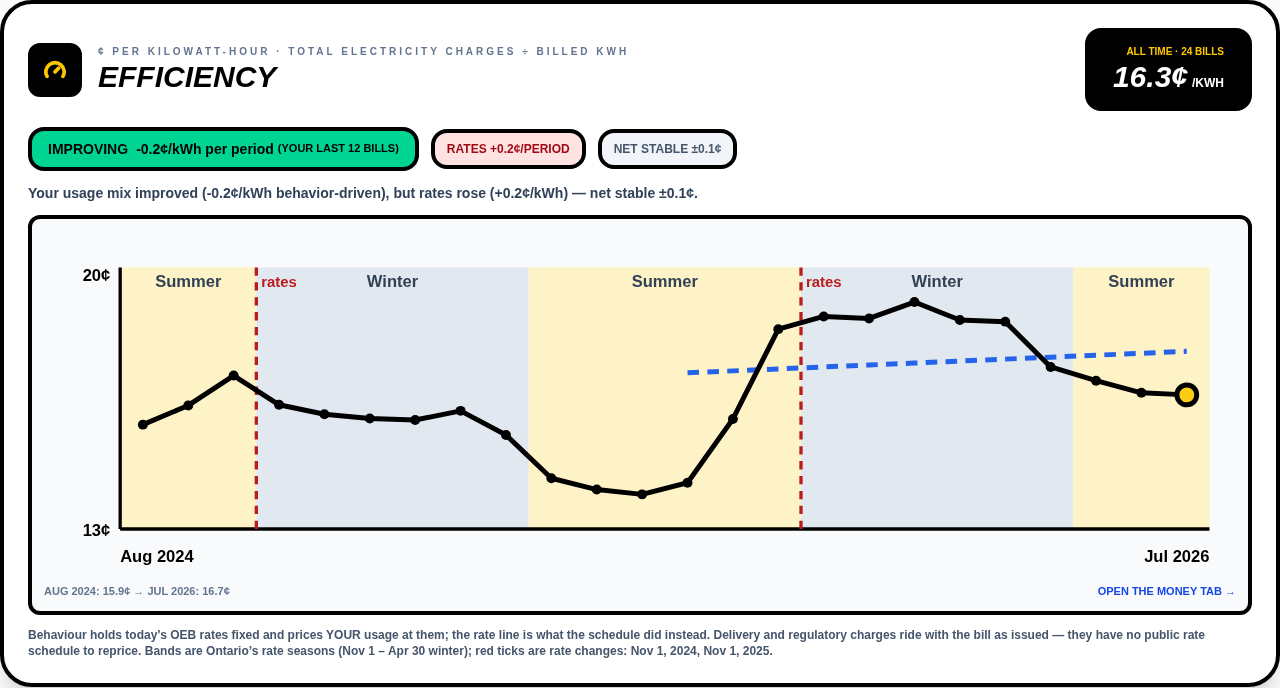 ¢ PER KILOWATT-HOUR · TOTAL ELECTRICITY CHARGES ÷ BILLED KWH
EFFICIENCY
ALL TIME · 24 BILLS
16.3¢ /KWH
IMPROVING -0.2¢/kWh per period (YOUR LAST 12 BILLS)
RATES +0.2¢/PERIOD
NET STABLE ±0.1¢
Your usage mix improved (-0.2¢/kWh behavior-driven), but rates rose (+0.2¢/kWh) — net stable ±0.1¢.
20¢
Summer
rates
Winter
Summer
rates
Winter
Summer
13¢
Aug 2024
Jul 2026
AUG 2024: 15.9¢ → JUL 2026: 16.7¢
OPEN THE MONEY TAB →
Behaviour holds today’s OEB rates fixed and prices YOUR usage at them; the rate line is what the schedule did instead. Delivery and regulatory charges ride with the bill as issued — they have no public rate
schedule to reprice. Bands are Ontario’s rate seasons (Nov 1 – Apr 30 winter); red ticks are rate changes: Nov 1, 2024, Nov 1, 2025.